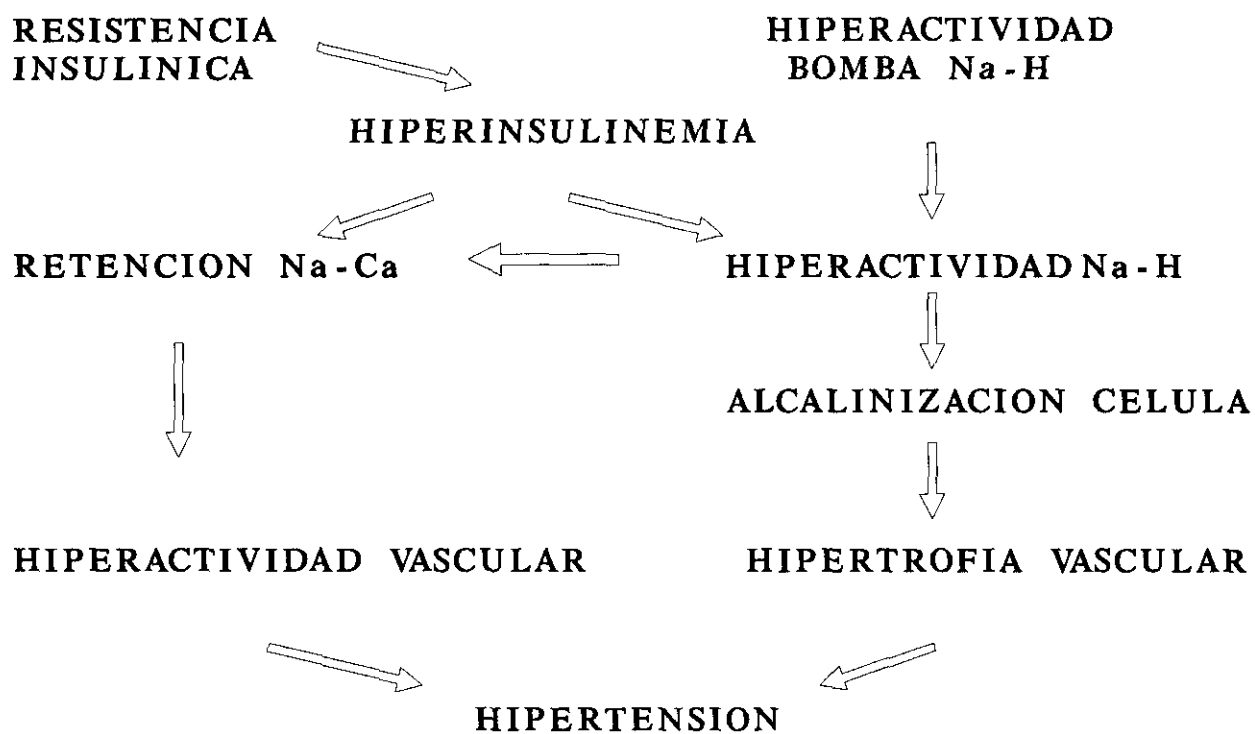 RESISTENCIA
INSULINICA
HIPERACTIVIDAD
BOMBA Na-H
HIPERINSULINEMIA
RETENCION Na-Ca
HIPERACTIVIDAD Na-H
ALCALINIZACION CELULA
HIPERACTIVIDAD VASCULAR
HIPERTROFIA VASCULAR
HIPERTENSION